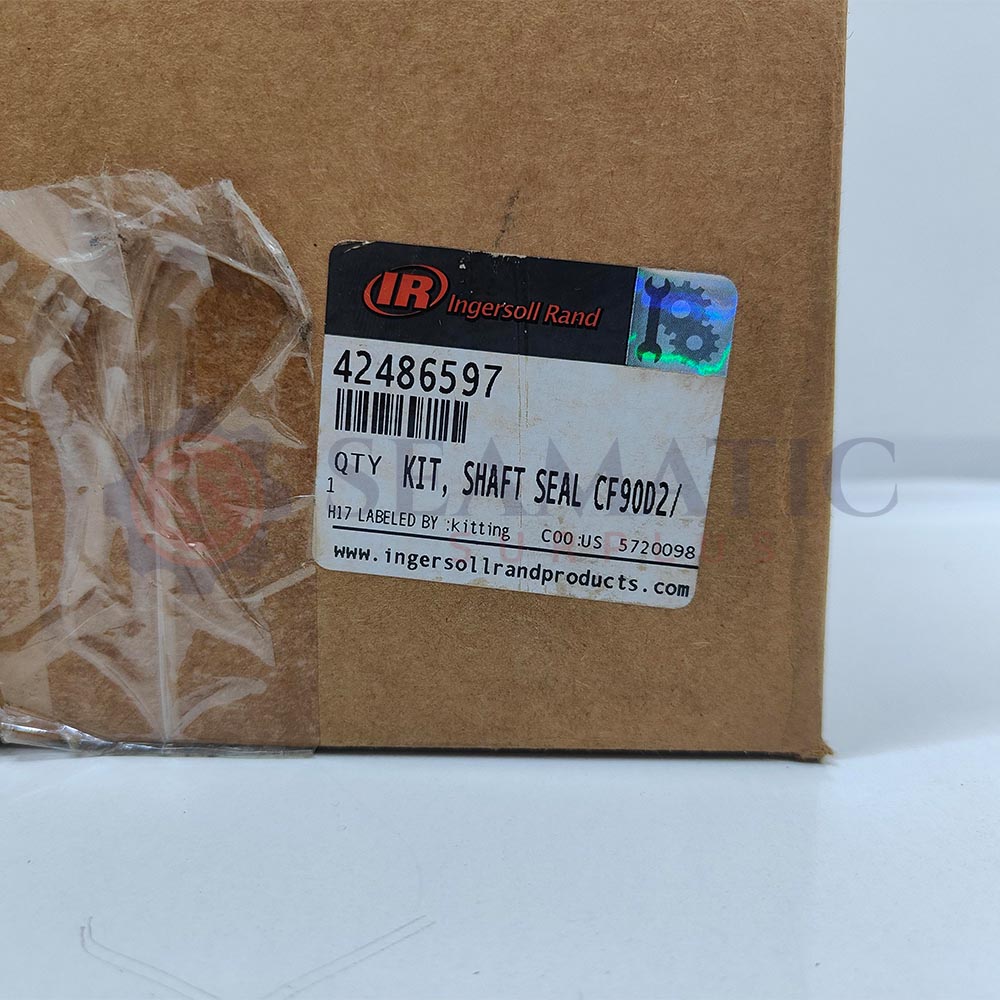 IR Ingersoll Rand
42486597
QTY KIT, SHAFT SEAL CF90D2/
1
H17 LABELED BY :Kitting COO:US 5720098
www.ingersollrandproducts.com
SEAMATIC
SURPLUS